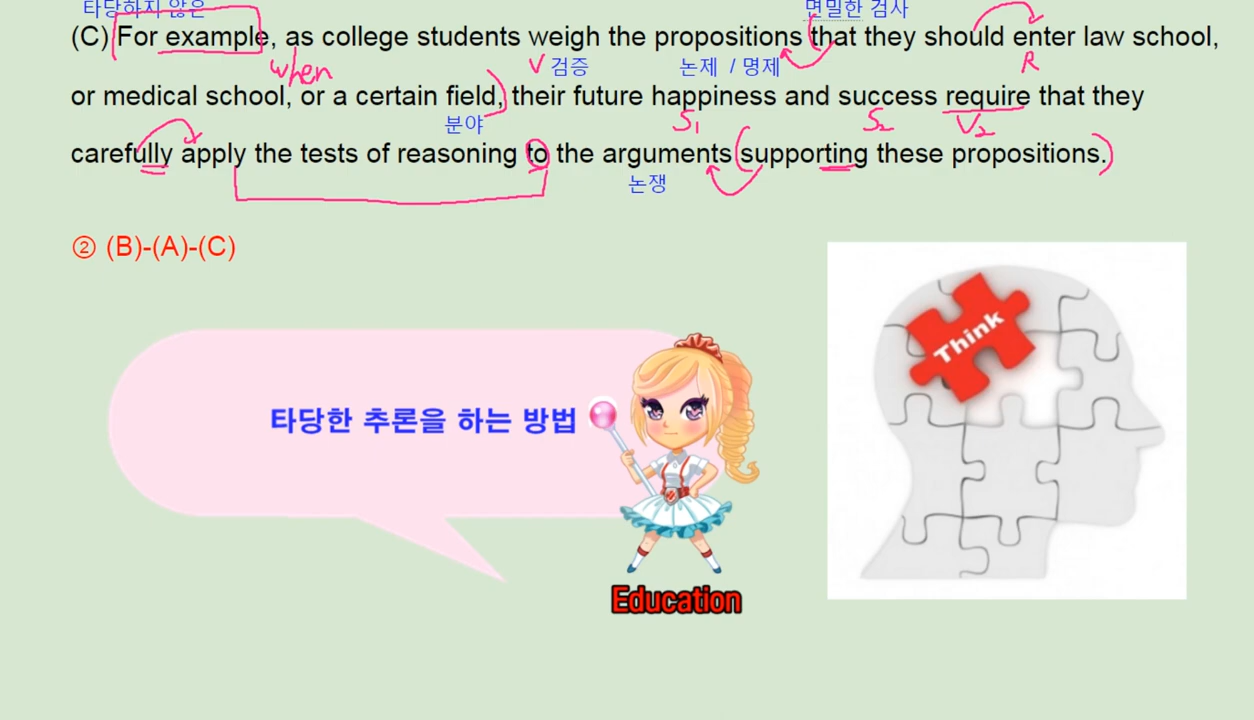 타당하지 않은 면밀한 검사
(C) For example, as college students weigh the propositions that they should enter law school,
when V 검증 논제 / 명제 R
or medical school, or a certain field, their future happiness and success require that they
분야 S₁ S₂ V₂
carefully apply the tests of reasoning to the arguments supporting these propositions.
논쟁
② (B)-(A)-(C)
Think
타당한 추론을 하는 방법
Education